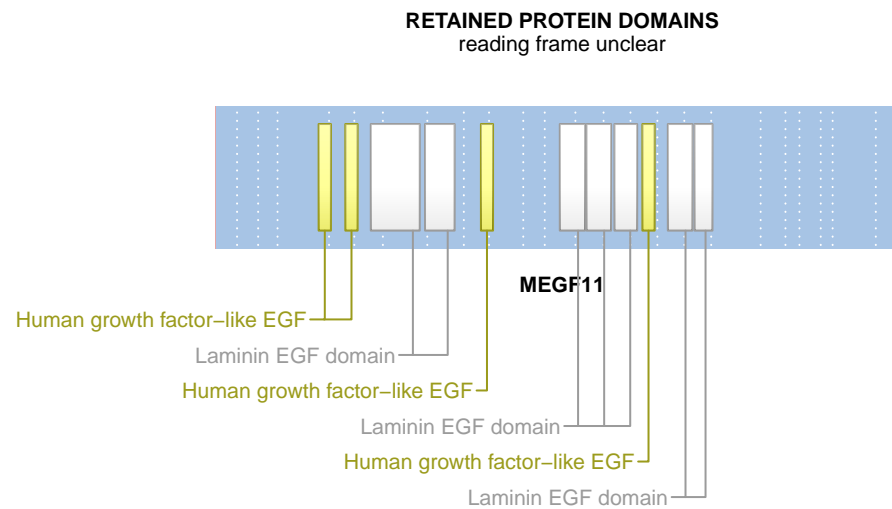 RETAINED PROTEIN DOMAINS
reading frame unclear
MEGF11
Human growth factor−like EGF
Laminin EGF domain
Human growth factor−like EGF
Laminin EGF domain
Human growth factor−like EGF
Laminin EGF domain